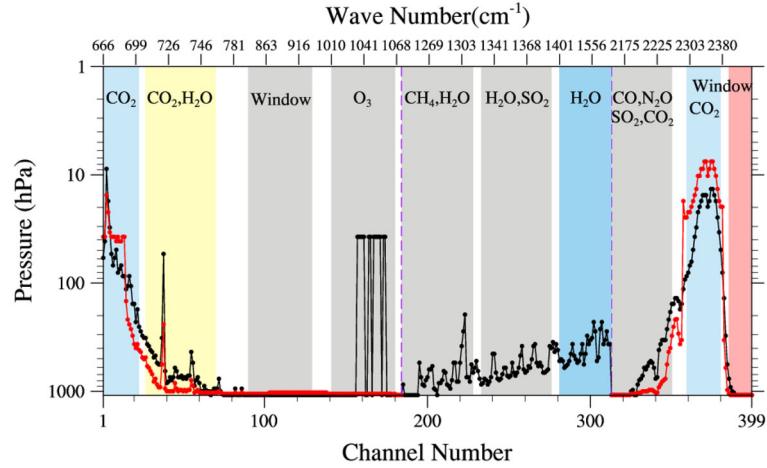 Wave Number(cm⁻¹)
666 699 726 746 781 863 916 1010 1041 1068 1269 1303 1341 1368 1401 1556 2175 2225 2303 2380
1
CO₂ CO₂,H₂O Window O₃ CH₄,H₂O H₂O,SO₂ H₂O CO,N₂O Window
SO₂,CO₂ CO₂
10
Pressure (hPa)
100
1000
1 100 200 300 399
Channel Number